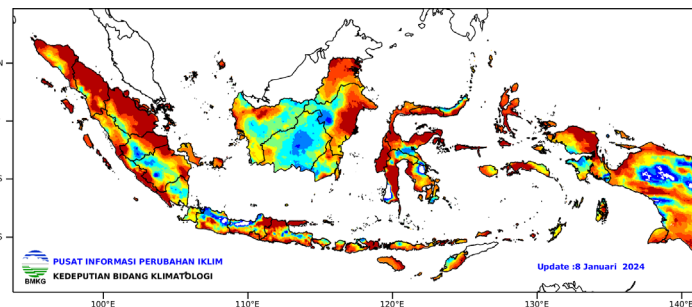 N
S
S
PUSAT INFORMASI PERUBAHAN IKLIM
KEDEPUTIAN BIDANG KLIMATOLOGI
BMKG
Update :8 Januari 2024
100°E
110°E
120°E
130°E
140°E